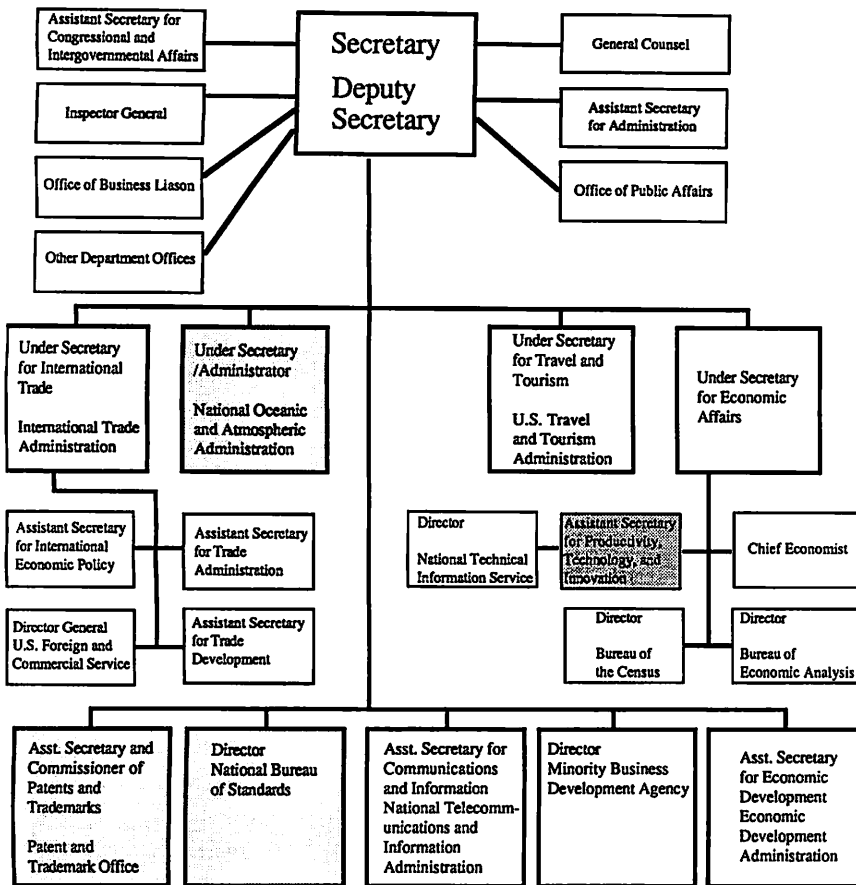 Assistant Secretary for
Congressional and
Intergovernmental Affairs
Secretary
Deputy
Secretary
General Counsel
Inspector General
Assistant Secretary
for Administration
Office of Business Liason
Office of Public Affairs
Other Department Offices
Under Secretary
for International
Trade
International Trade
Administration
Under Secretary
/Administrator
National Oceanic
and Atmospheric
Administration
Under Secretary
for Travel and
Tourism
U.S. Travel
and Tourism
Administration
Under Secretary
for Economic
Affairs
Assistant Secretary
for International
Economic Policy
Assistant Secretary
for Trade
Administration
Director
National Technical
Information Service
Assistant Secretary
for Productivity,
Technology, and
Innovation
Chief Economist
Director General
U.S. Foreign and
Commercial Service
Assistant Secretary
for Trade
Development
Director
Bureau of
the Census
Director
Bureau of
Economic Analysis
Asst. Secretary and
Commissioner of
Patents and
Trademarks
Patent and
Trademark Office
Director
National Bureau
of Standards
Asst. Secretary for
Communications
and Information
National Telecomm-
unications and
Information
Administration
Director
Minority Business
Development Agency
Asst. Secretary
for Economic
Development
Economic
Development
Administration